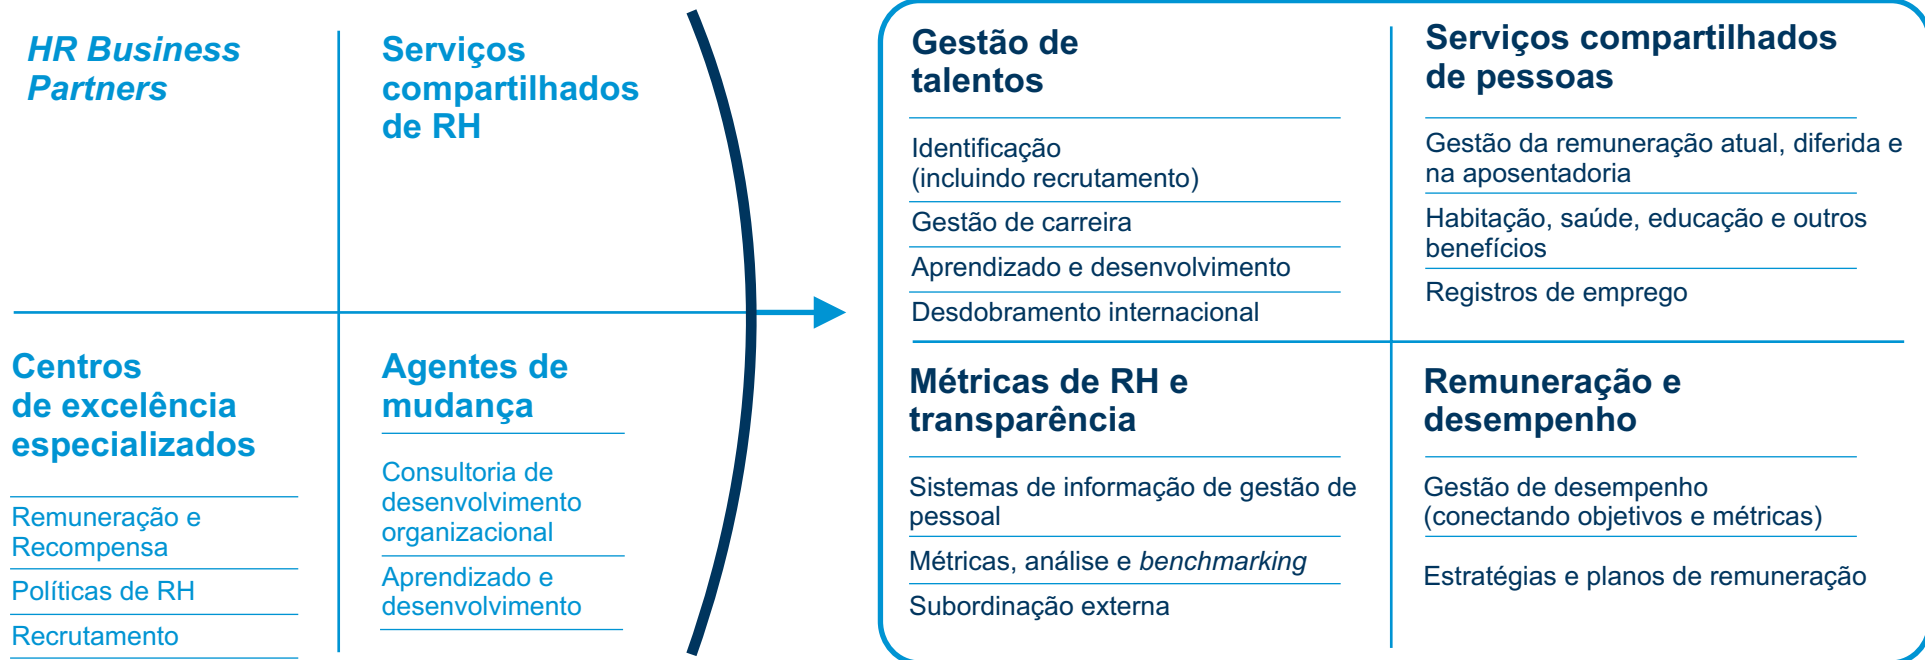 HR Business
Partners
Serviços
compartilhados
de RH
Centros
de excelência
especializados
Remuneração e
Recompensa
Políticas de RH
Recrutamento
Agentes de
mudança
Consultoria de
desenvolvimento
organizacional
Aprendizado e
desenvolvimento
Gestão de
talentos
Identificação
(incluindo recrutamento)
Gestão de carreira
Aprendizado e desenvolvimento
Desdobramento internacional
Serviços compartilhados
de pessoas
Gestão da remuneração atual, diferida e
na aposentadoria
Habitação, saúde, educação e outros
benefícios
Registros de emprego
Métricas de RH e
transparência
Sistemas de informação de gestão de
pessoal
Métricas, análise e benchmarking
Subordinação externa
Remuneração e
desempenho
Gestão de desempenho
(conectando objetivos e métricas)
Estratégias e planos de remuneração